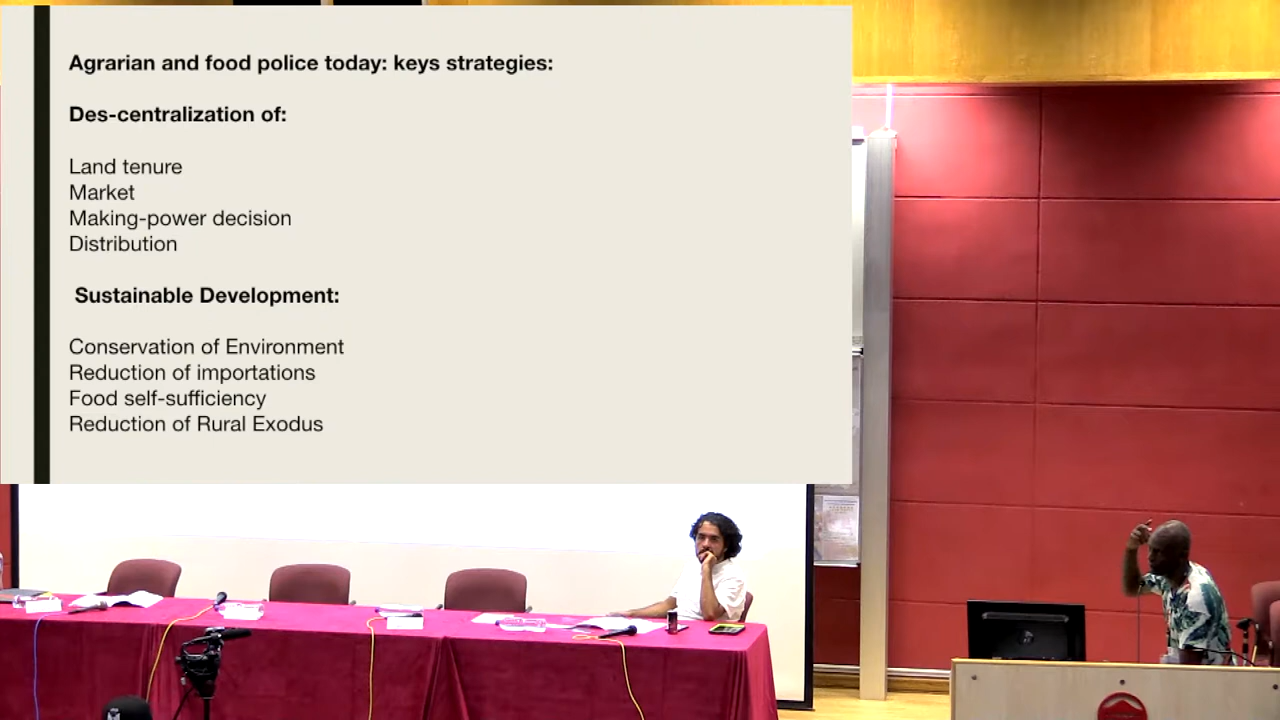 Agrarian and food police today: keys strategies:
Des-centralization of:
Land tenure
Market
Making-power decision
Distribution
Sustainable Development:
Conservation of Environment
Reduction of importations
Food self-sufficiency
Reduction of Rural Exodus